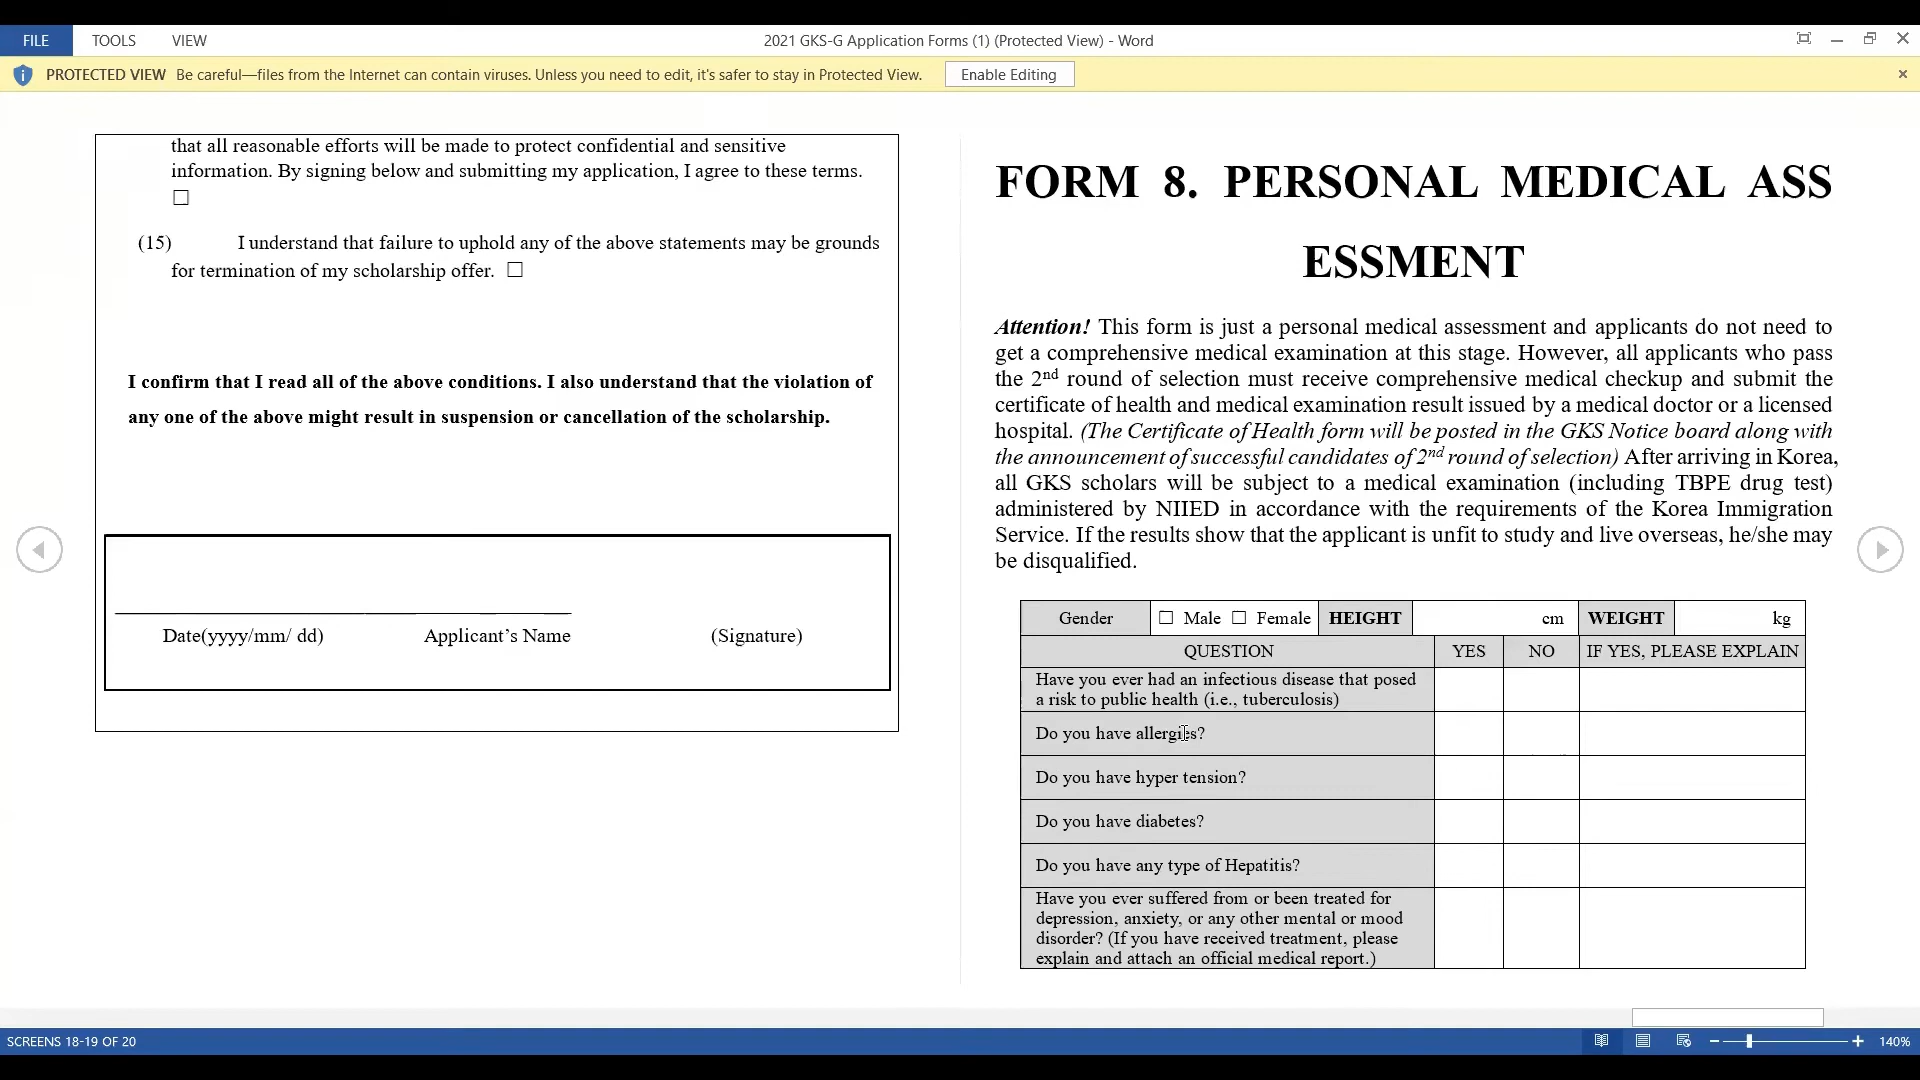 FILE TOOLS VIEW 2021 GKS-G Application Forms (1) (Protected View) - Word
PROTECTED VIEW Be careful—files from the Internet can contain viruses. Unless you need to edit, it's safer to stay in Protected View. Enable Editing
that all reasonable efforts will be made to protect confidential and sensitive
information. By signing below and submitting my application, I agree to these terms.
☐
(15) I understand that failure to uphold any of the above statements may be grounds
for termination of my scholarship offer. ☐
I confirm that I read all of the above conditions. I also understand that the violation of
any one of the above might result in suspension or cancellation of the scholarship.
Date(yyyy/mm/ dd) Applicant’s Name (Signature)
FORM 8. PERSONAL MEDICAL ASS
ESSMENT
Attention! This form is just a personal medical assessment and applicants do not need to
get a comprehensive medical examination at this stage. However, all applicants who pass
the 2nd round of selection must receive comprehensive medical checkup and submit the
certificate of health and medical examination result issued by a medical doctor or a licensed
hospital. (The Certificate of Health form will be posted in the GKS Notice board along with
the announcement of successful candidates of 2nd round of selection) After arriving in Korea,
all GKS scholars will be subject to a medical examination (including TBPE drug test)
administered by NIIED in accordance with the requirements of the Korea Immigration
Service. If the results show that the applicant is unfit to study and live overseas, he/she may
be disqualified.
Gender ☐ Male ☐ Female HEIGHT cm WEIGHT kg
QUESTION YES NO IF YES, PLEASE EXPLAIN
Have you ever had an infectious disease that posed
a risk to public health (i.e., tuberculosis)
Do you have allergies?
Do you have hyper tension?
Do you have diabetes?
Do you have any type of Hepatitis?
Have you ever suffered from or been treated for
depression, anxiety, or any other mental or mood
disorder? (If you have received treatment, please
explain and attach an official medical report.)
SCREENS 18-19 OF 20 140%